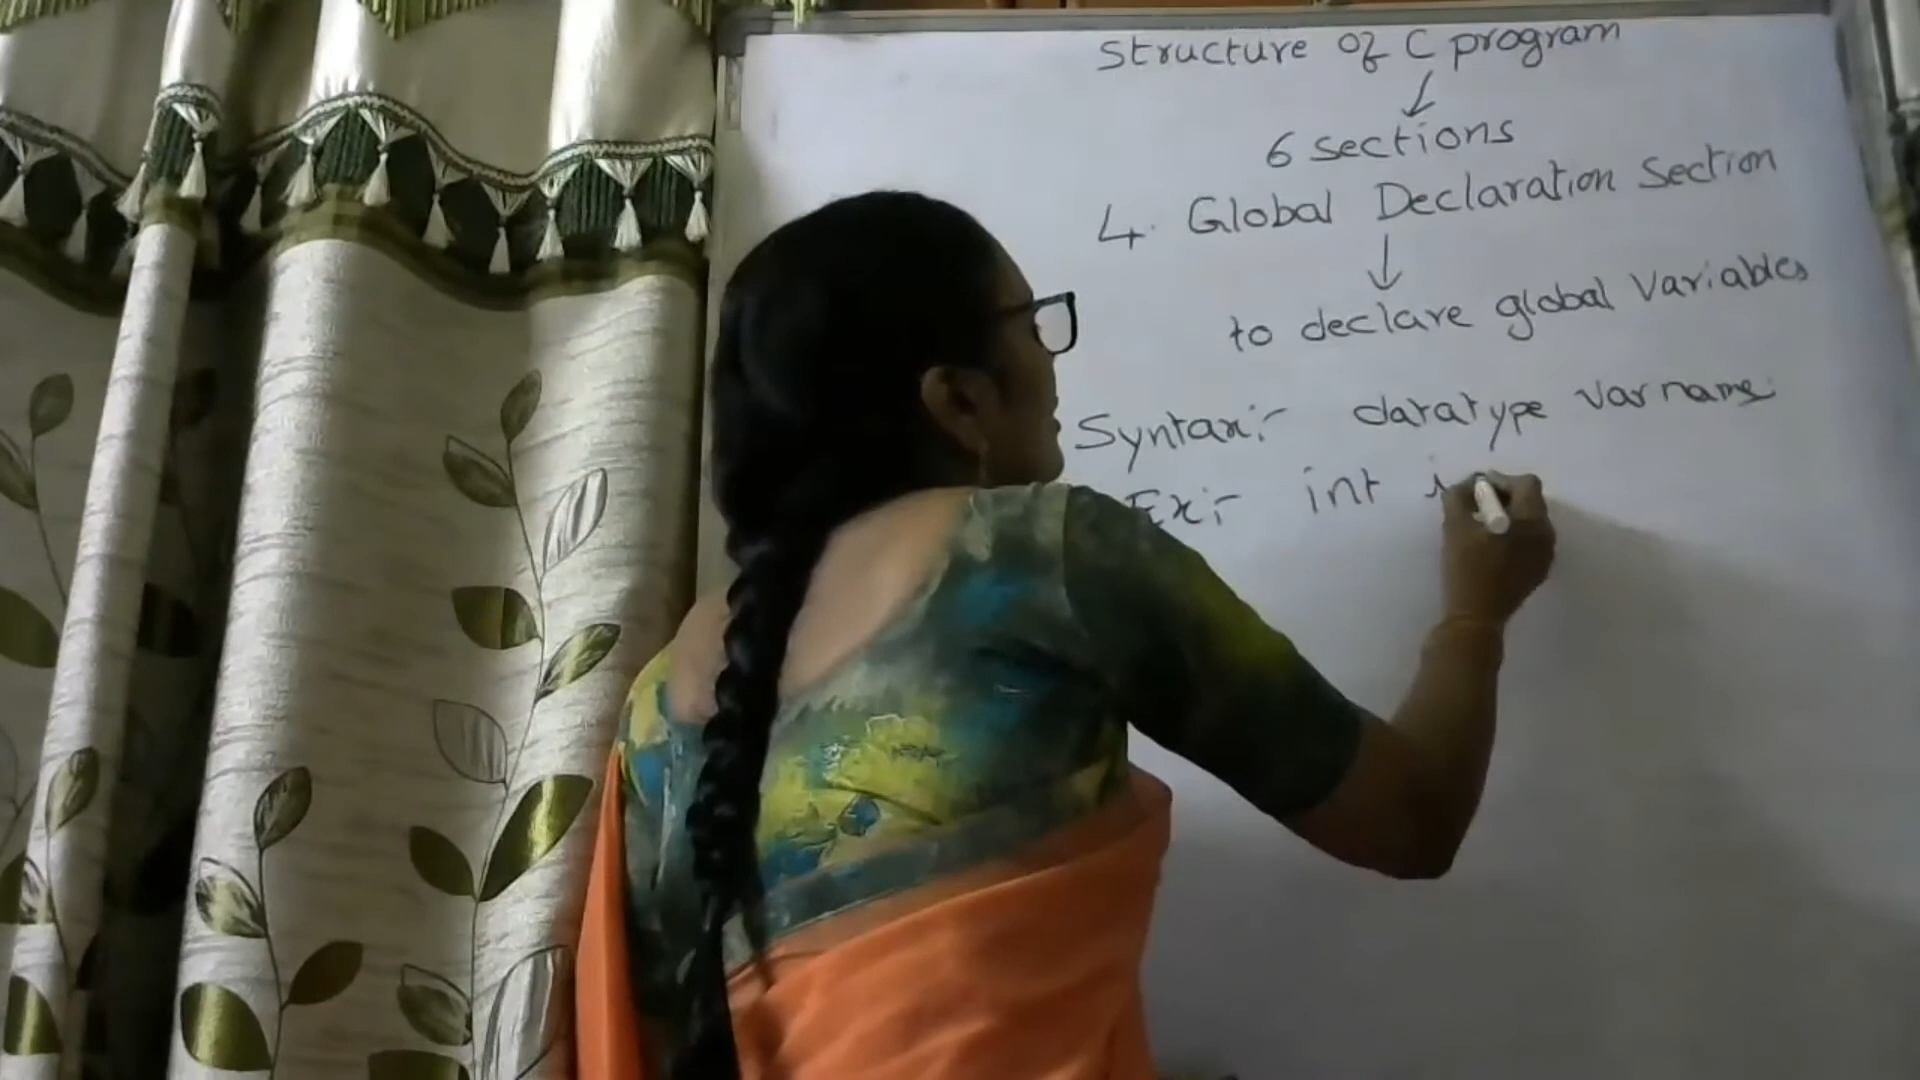 Structure Of C program
↓
6 sections
4. Global Declaration Section
↓
to declare global Variables
Syntax:- datatype Varname;
Ex:- int i